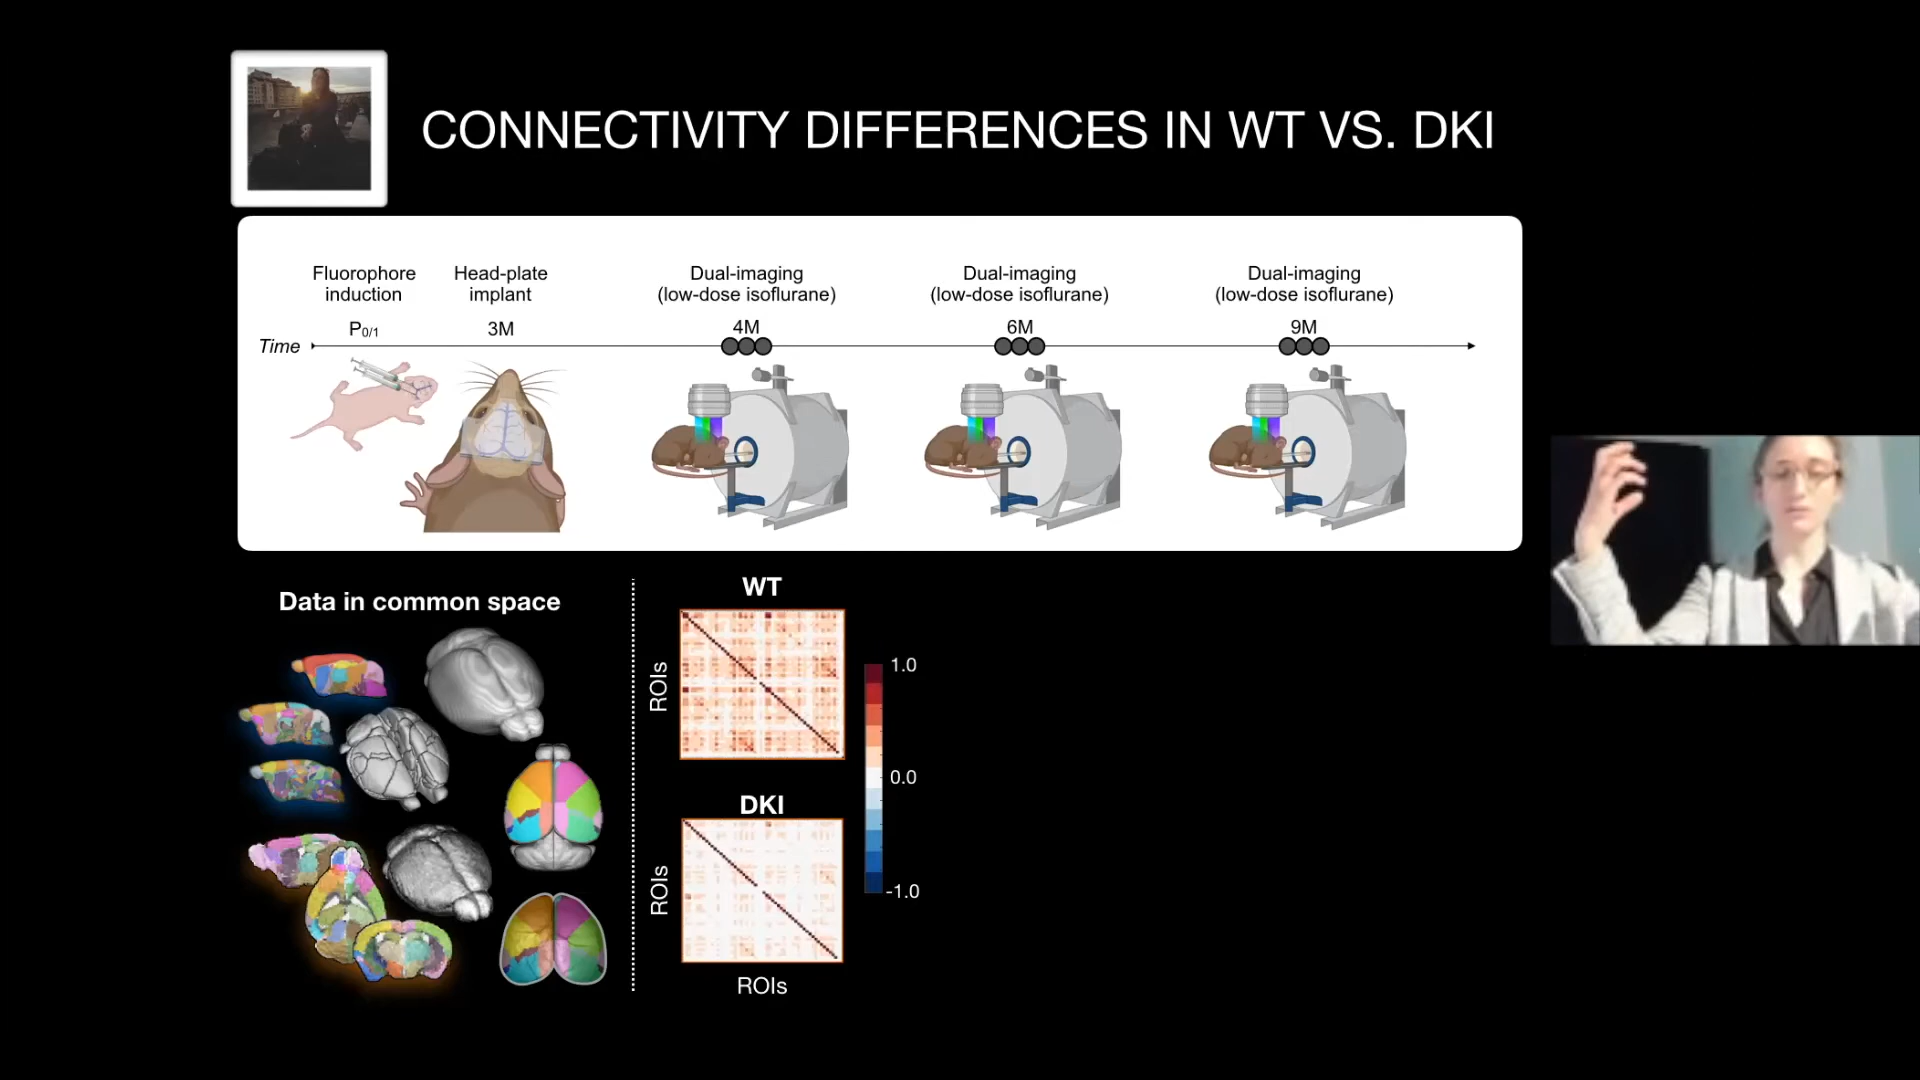 CONNECTIVITY DIFFERENCES IN WT VS. DKI
Fluorophore induction
P0/1
Head-plate implant
3M
Dual-imaging
(low-dose isoflurane)
4M
Dual-imaging
(low-dose isoflurane)
6M
Dual-imaging
(low-dose isoflurane)
9M
Time
Data in common space
WT
ROIs
DKI
ROIs
ROIs
1.0
0.0
-1.0